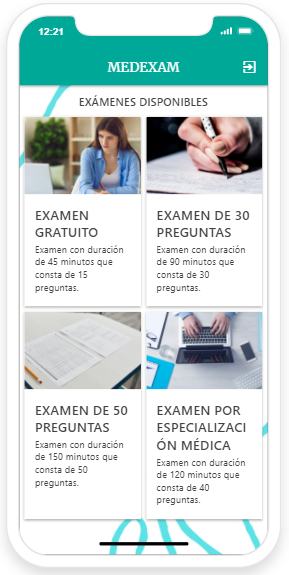 12:21
MEDEXAM
EXÁMENES DISPONIBLES
EXAMEN
GRATUITO
Examen con duración
de 45 minutos que
consta de 15
preguntas.
EXAMEN DE 30
PREGUNTAS
Examen con duración
de 90 minutos que
consta de 30
preguntas.
EXAMEN DE 50
PREGUNTAS
Examen con duración
de 150 minutos que
consta de 50
preguntas.
EXAMEN POR
ESPECIALIZACI
ÓN MÉDICA
Examen con duración
de 120 minutos que
consta de 40
preguntas.